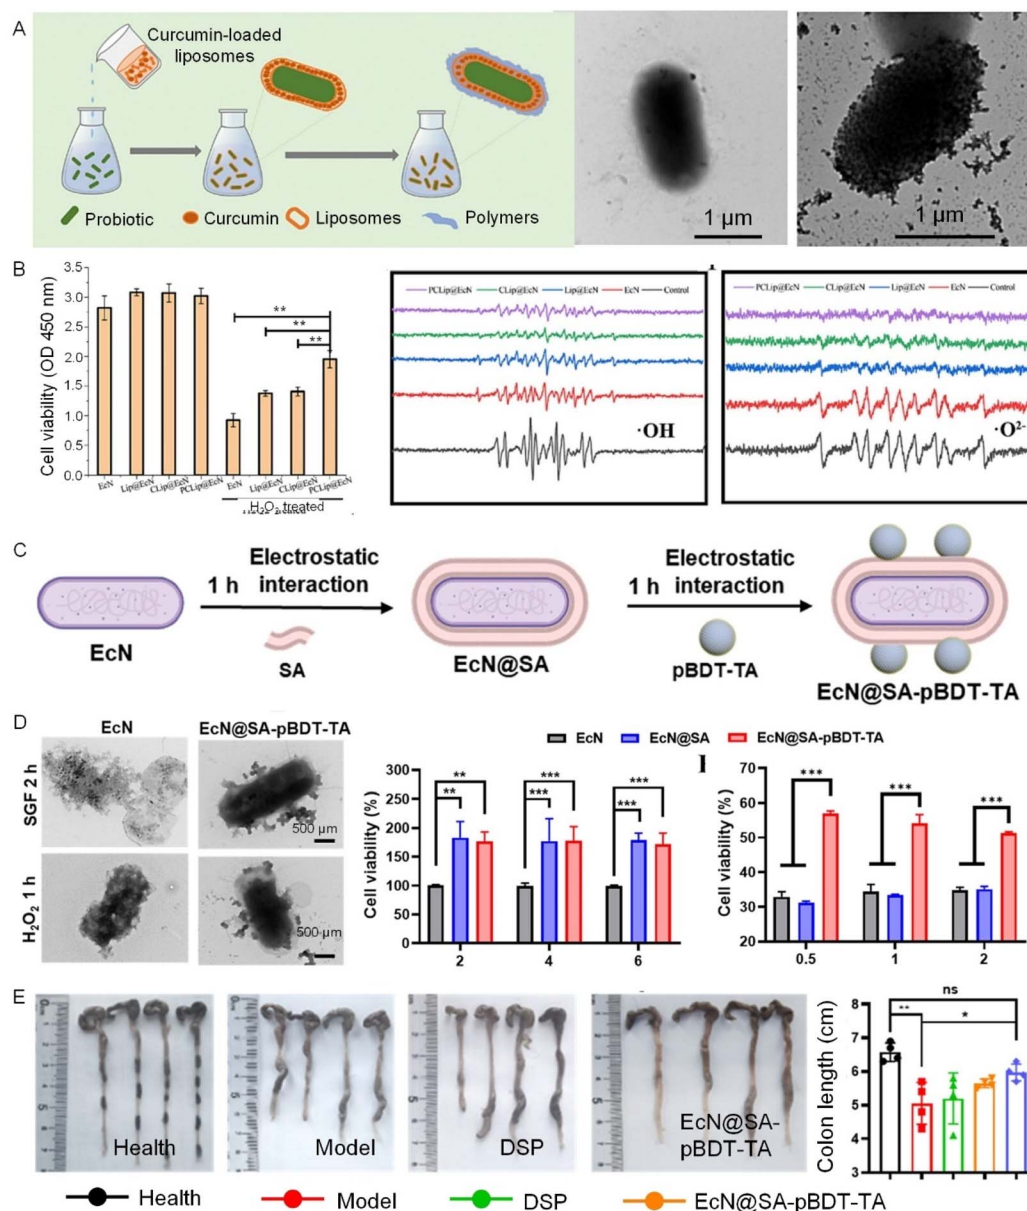 A
Curcumin-loaded
liposomes
Probiotic
Curcumin
Liposomes
Polymers
1 μm
1 μm
B
Cell viability (OD 450 nm)
3.5
3.0
2.5
2.0
1.5
1.0
0.5
0.0
**
**
**
EcN
Lip@EcN
CLip@EcN
PCLip@EcN
EcN
Lip@EcN
CLip@EcN
PCLip@EcN
H₂O₂ treated
PCLip@EcN CLip@EcN Lip@EcN EcN Control
·OH
PCLip@EcN CLip@EcN Lip@EcN EcN Control
·O²⁻
C
EcN
Electrostatic
1 h interaction
SA
EcN@SA
Electrostatic
1 h interaction
pBDT-TA
EcN@SA-pBDT-TA
D
EcN
EcN@SA-pBDT-TA
SGF 2 h
500 μm
H₂O₂ 1 h
500 μm
EcN EcN@SA EcN@SA-pBDT-TA
Cell viability (%)
300
250
200
150
100
50
0
**
**
***
***
***
***
2 4 6
Cell viability (%)
70
60
50
40
30
20
***
***
***
0.5 1 2
E
Health
Model
DSP
EcN@SA-
pBDT-TA
Colon length (cm)
8
7
6
5
4
3
ns
**
*
Health
Model
DSP
EcN@SA-pBDT-TA